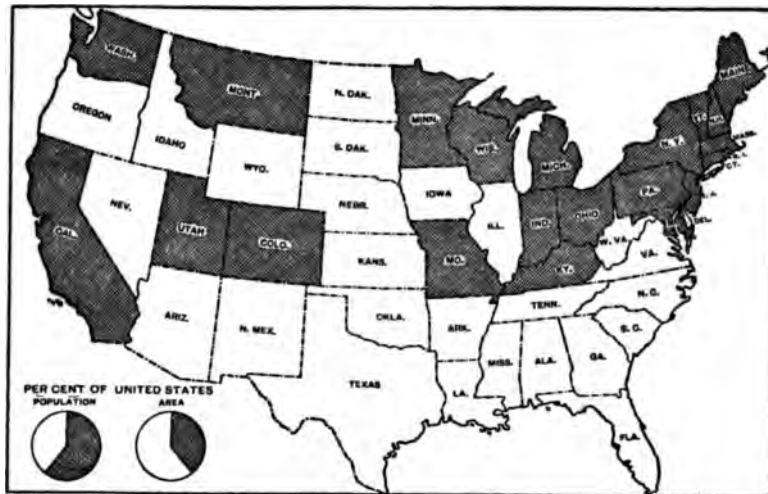 WASH.
MONT.
N. DAK.
MINN.
OREGON
IDAHO
WYO.
S. DAK.
WIS.
MICH.
N.Y.
VT.
N.H.
MAINE
MASS.
R. I.
CT.
CAL.
NEV.
UTAH
COLO.
NEBR.
KANS.
IOWA
MO.
ILL.
IND.
OHIO
PA.
DEL.
KY.
W. VA.
VA.
ARIZ.
N. MEX.
OKLA.
ARK.
TENN.
N. C.
S. C.
TEXAS
LA.
MISS.
ALA.
GA.
FLA.
PER CENT OF UNITED STATES
POPULATION
AREA